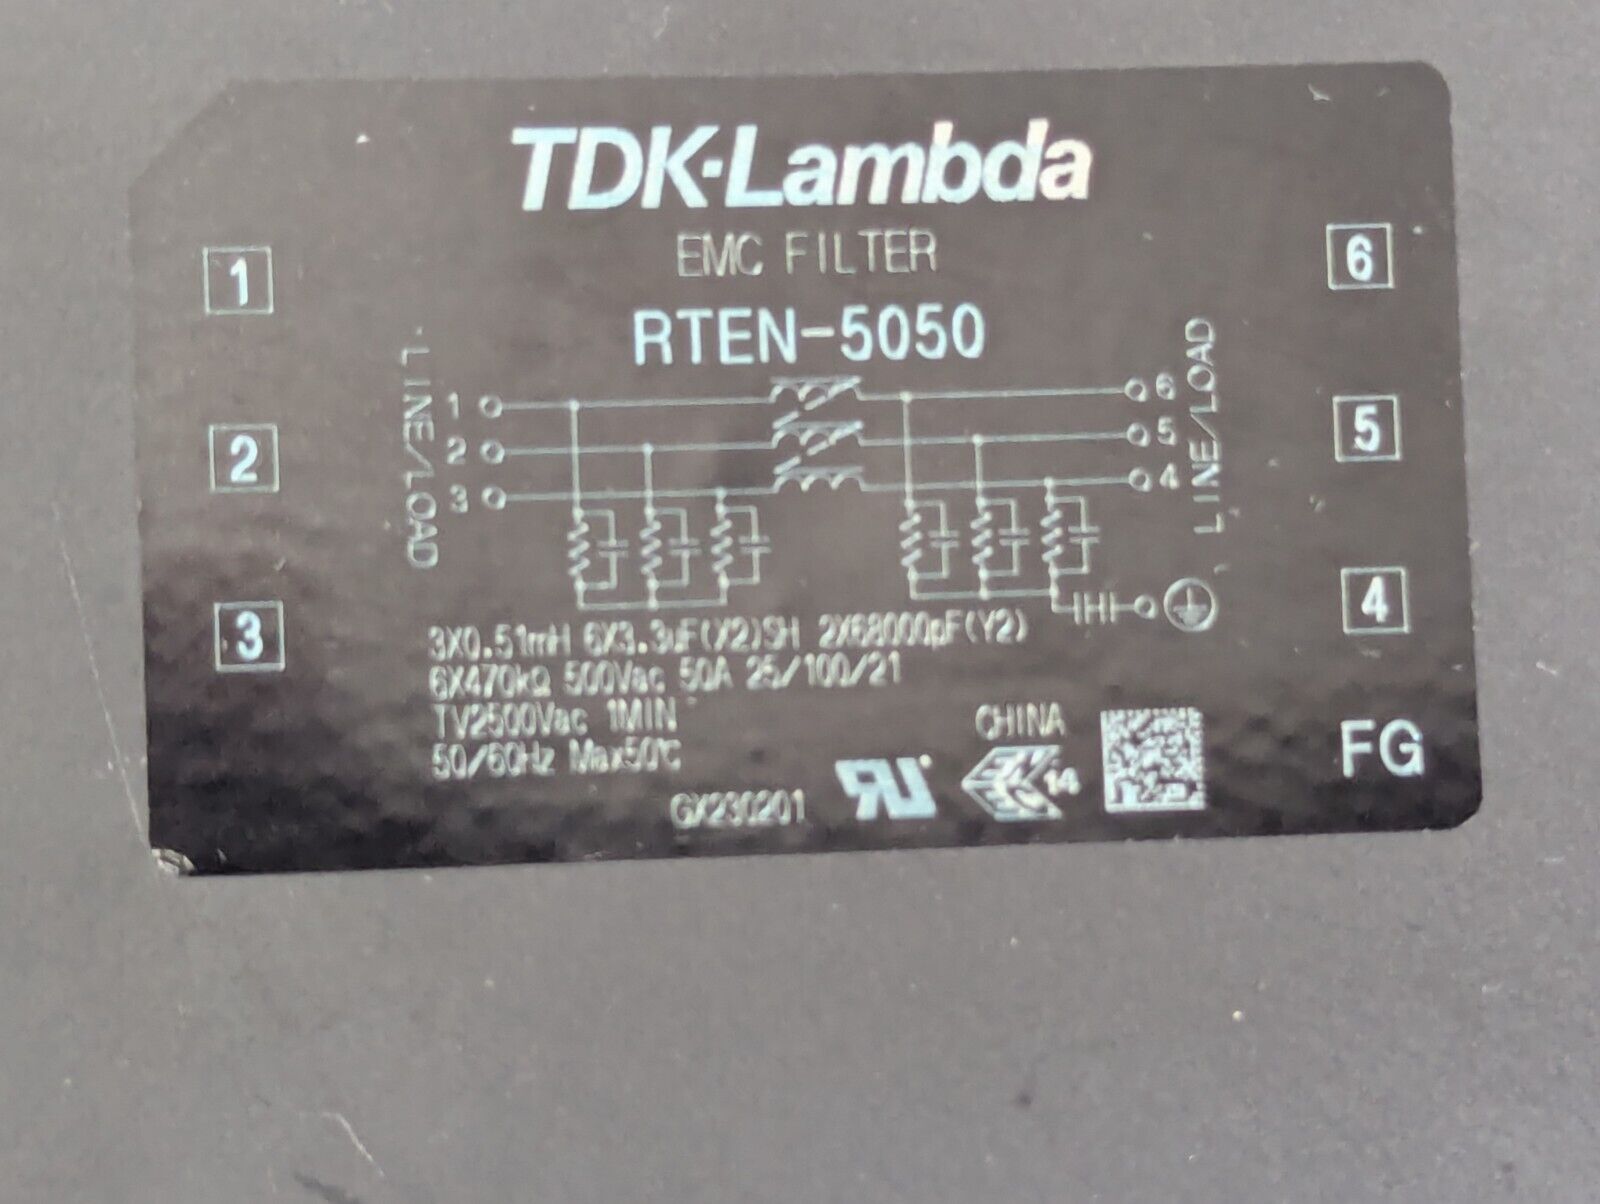 TDK-Lambda
EMC FILTER
RTEN-5050
1
2
3
6
5
4
FG
LINE/LOAD
1
2
3
6
5
4
LINE/LOAD
3X0.51mH 6X3.3uF(X2)SH 2X68000pF(Y2)
6X470kΩ 500Vac 50A 25/100/21
TV2500Vac 1MIN
50/60Hz Max50℃
GX230201
CHINA
14